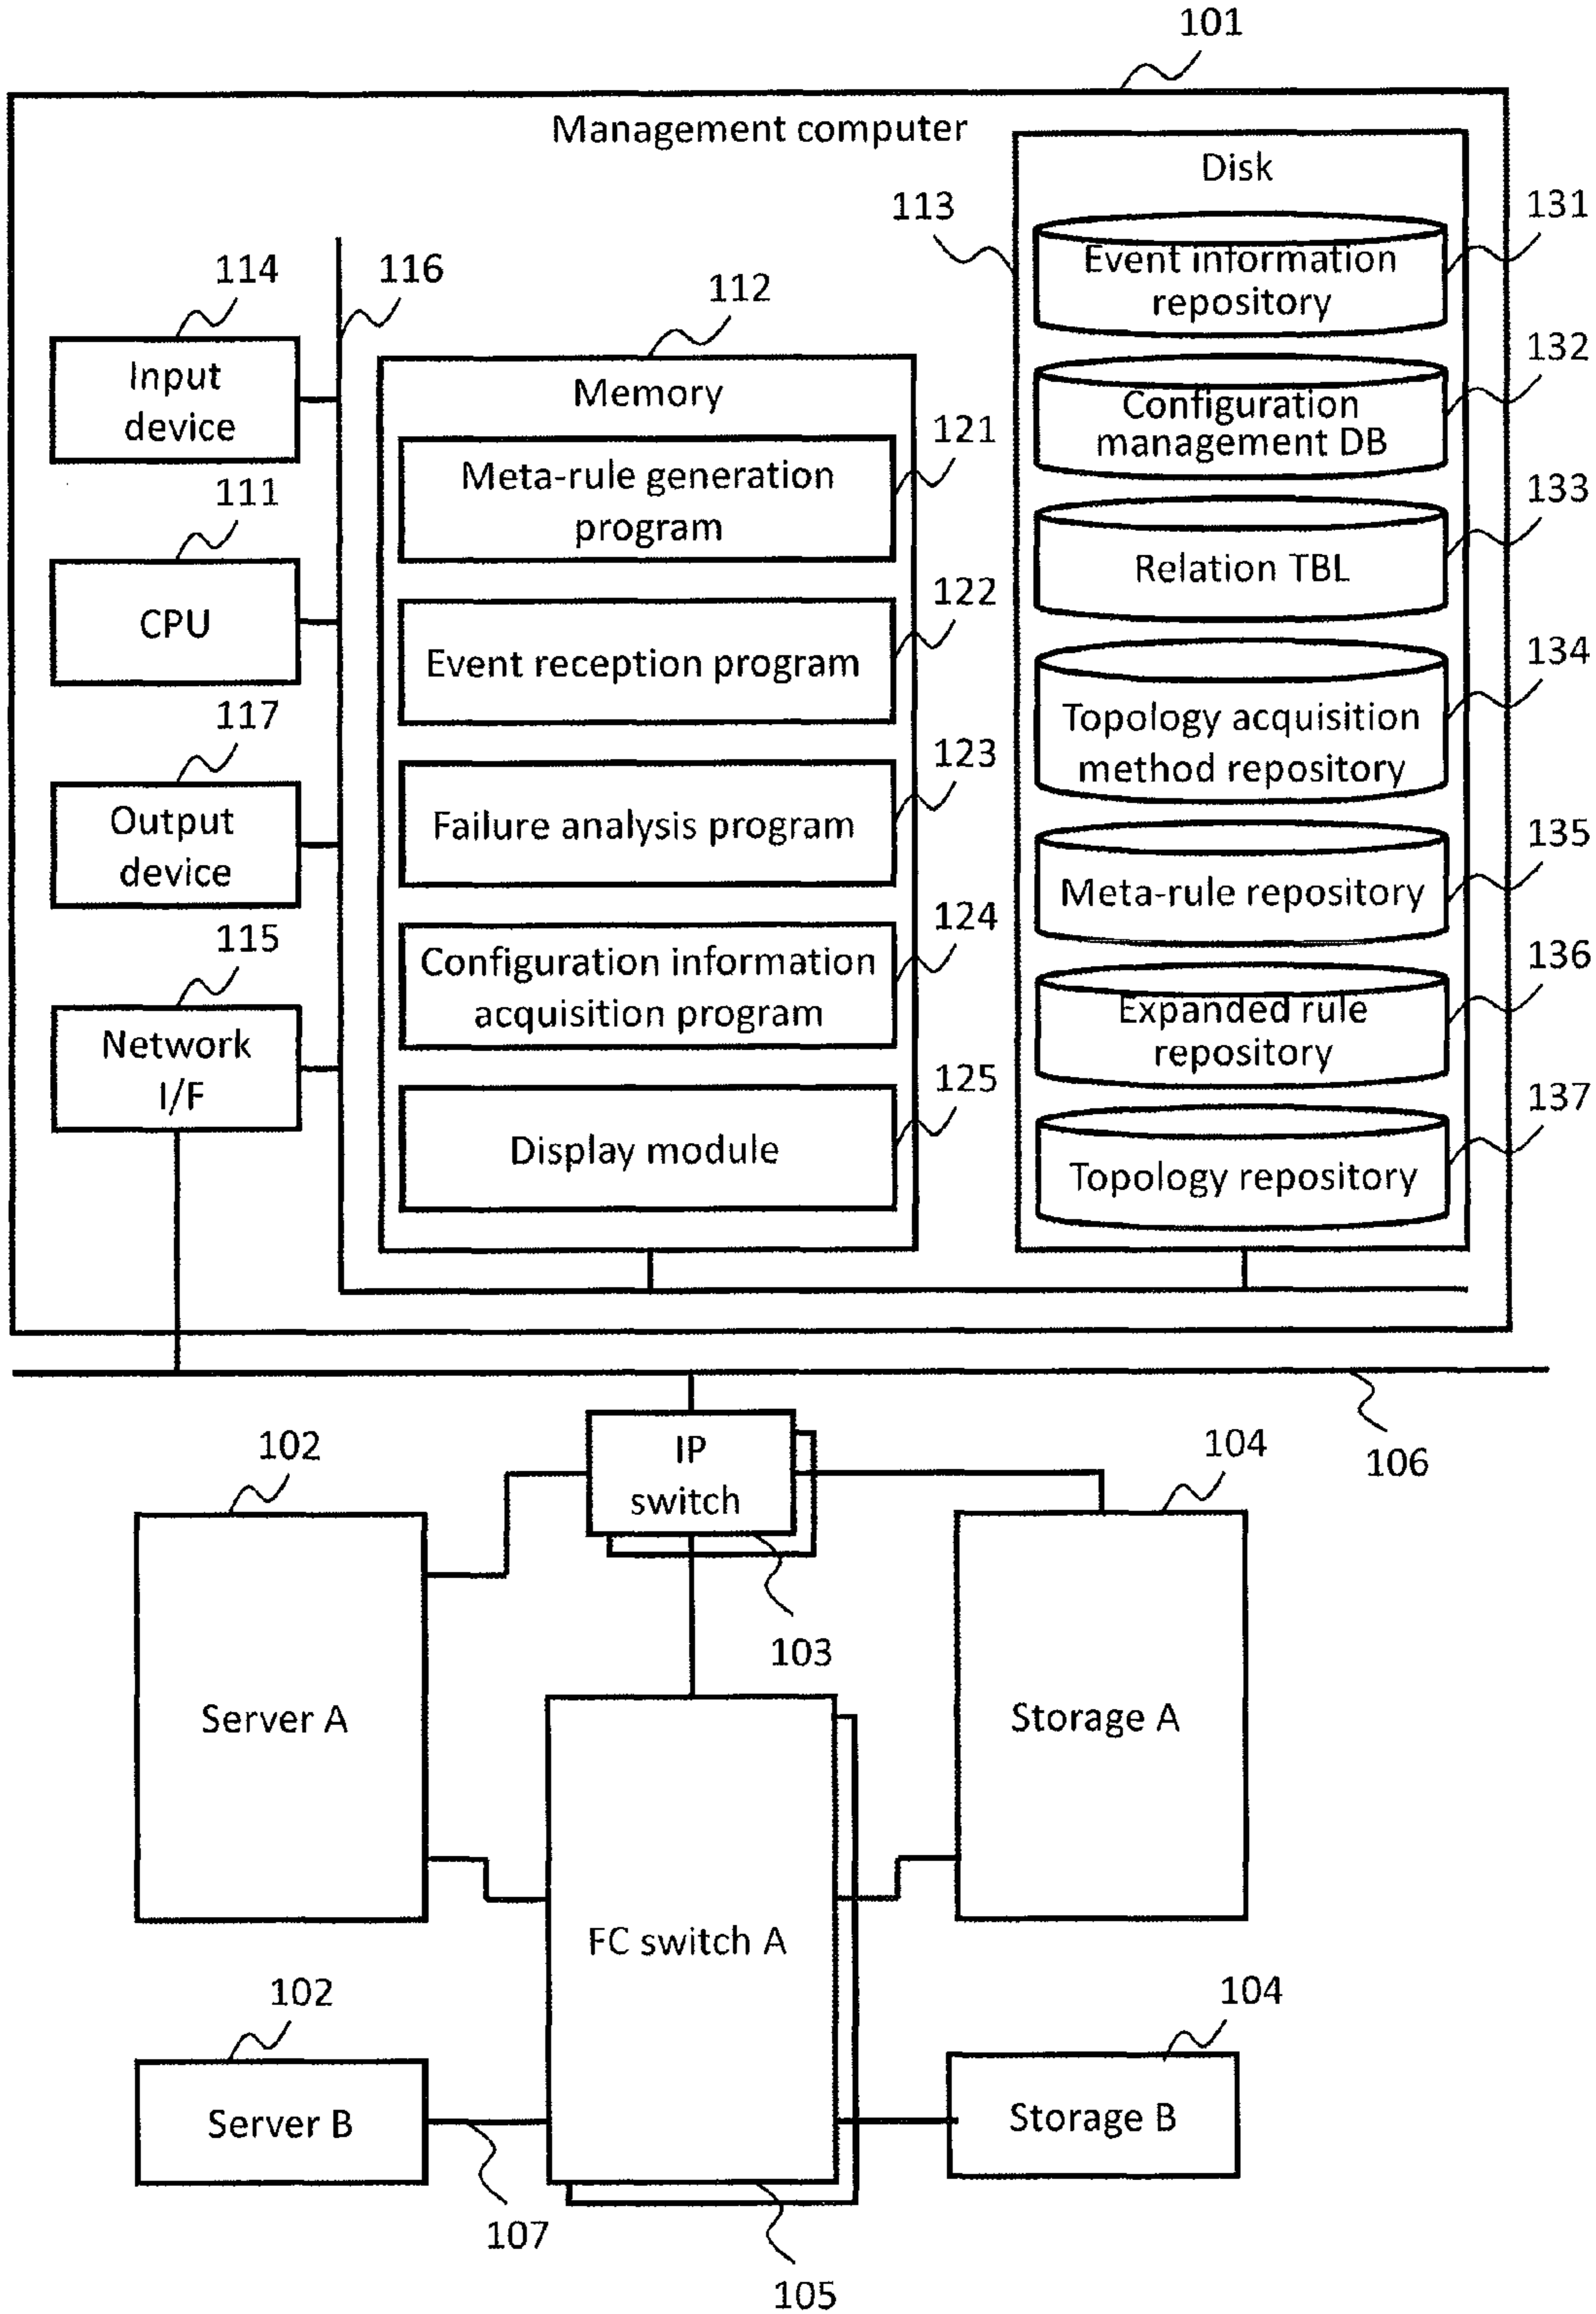 101
Management computer
Disk
113
131
Event information
repository
114
116
112
132
Input
device
Memory
Configuration
management DB
121
Meta-rule generation
program
111
133
CPU
Relation TBL
122
Event reception program
134
117
Topology acquisition
method repository
Output
device
123
Failure analysis program
135
Meta-rule repository
115
124
Configuration information
acquisition program
136
Network
I/F
Expanded rule
repository
125
Display module
137
Topology repository
106
IP
switch
102
104
103
Server A
Storage A
FC switch A
102
104
Server B
Storage B
107
105